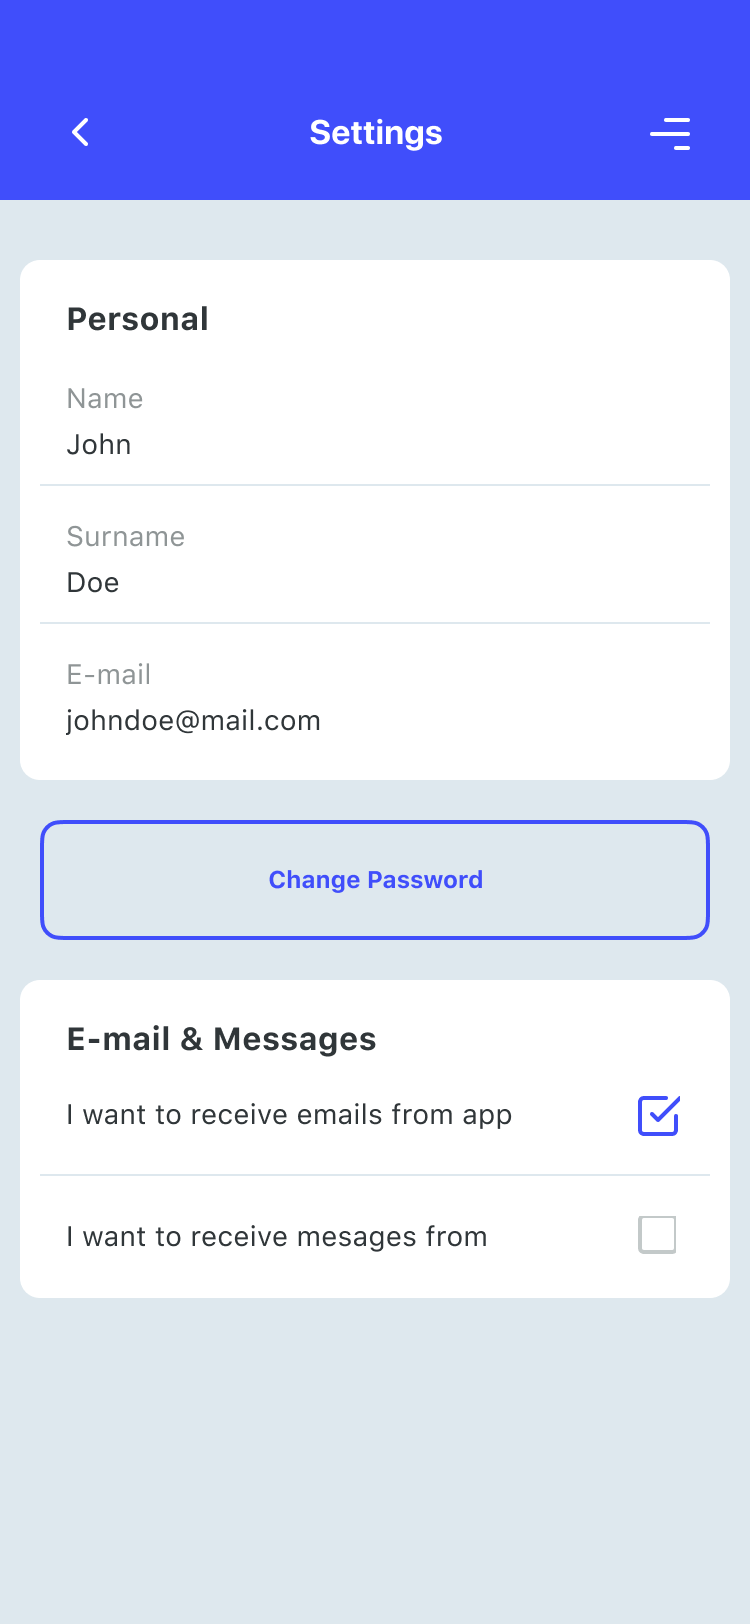 Settings
Personal
Name
John
Surname
Doe
E-mail
johndoe@mail.com
Change Password
E-mail & Messages
I want to receive emails from app
I want to receive mesages from